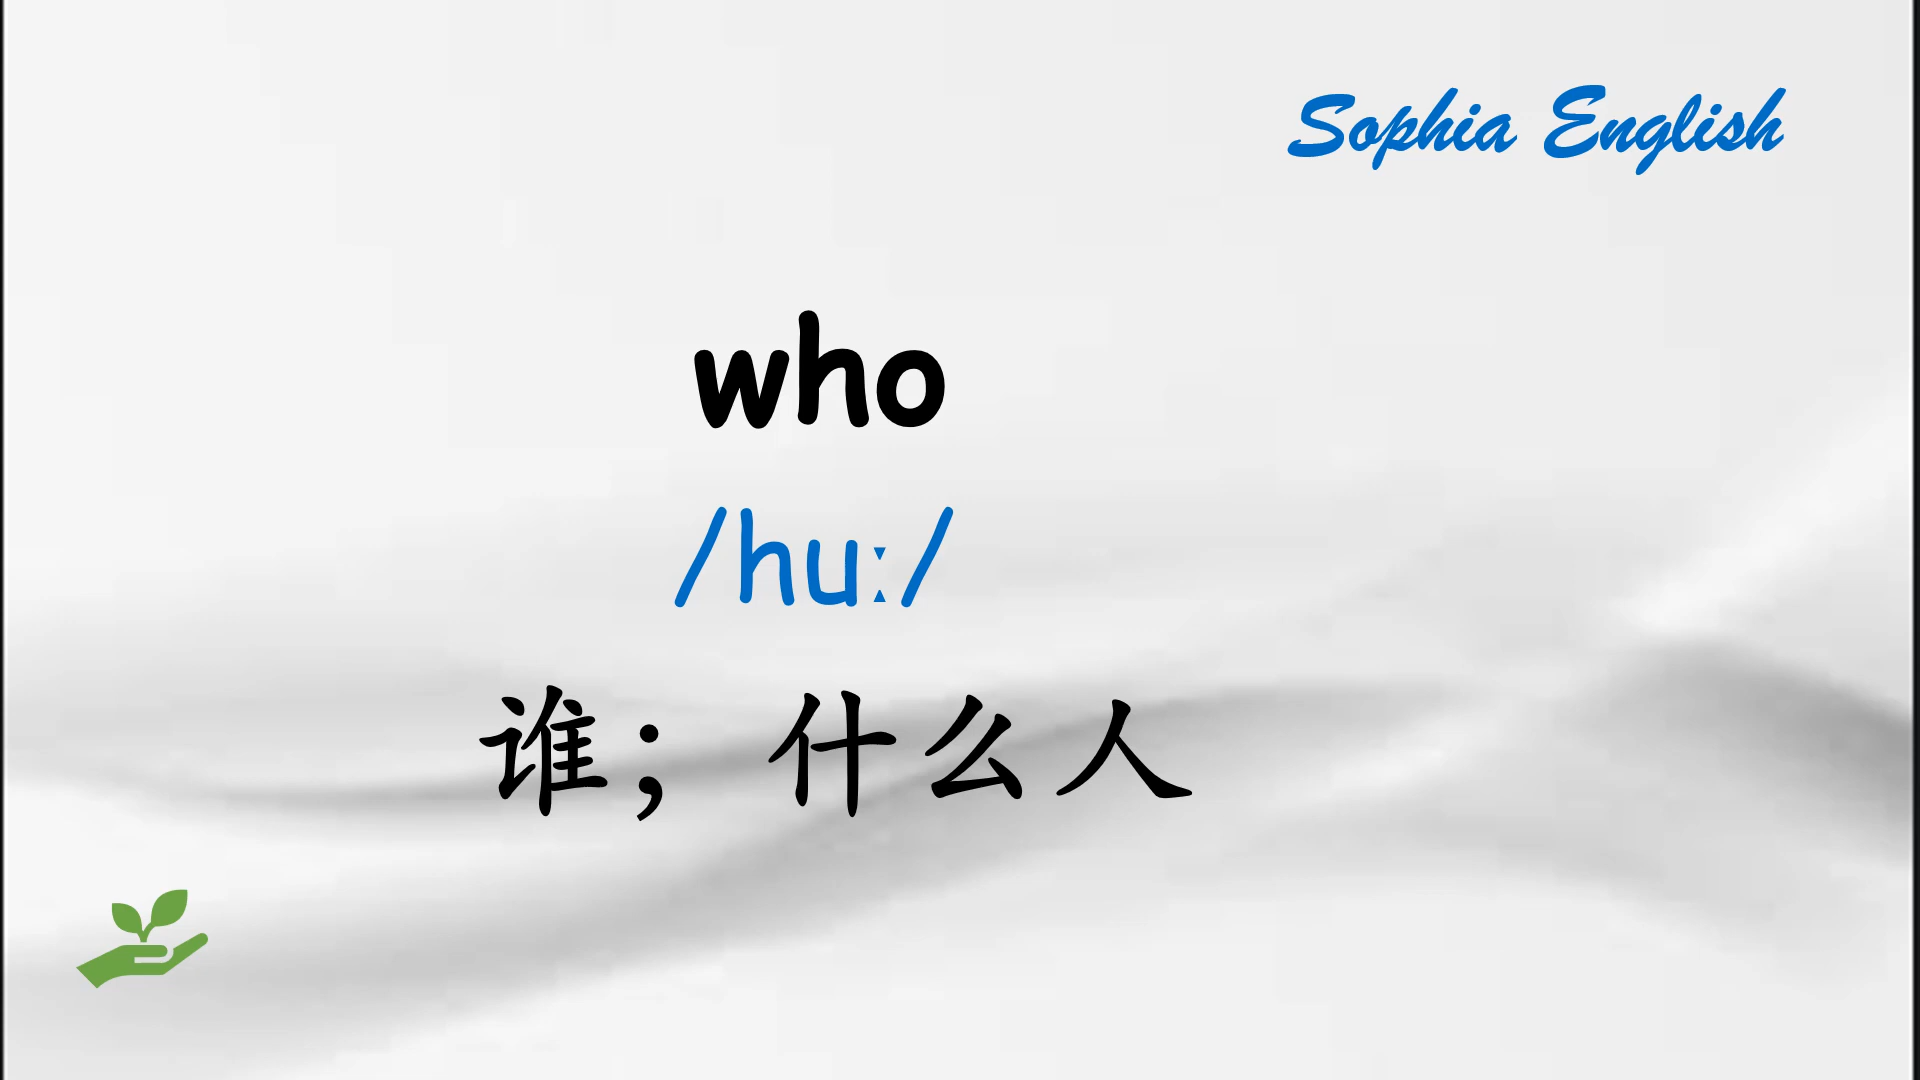 Sophia English
who
/huː/
谁；什么人